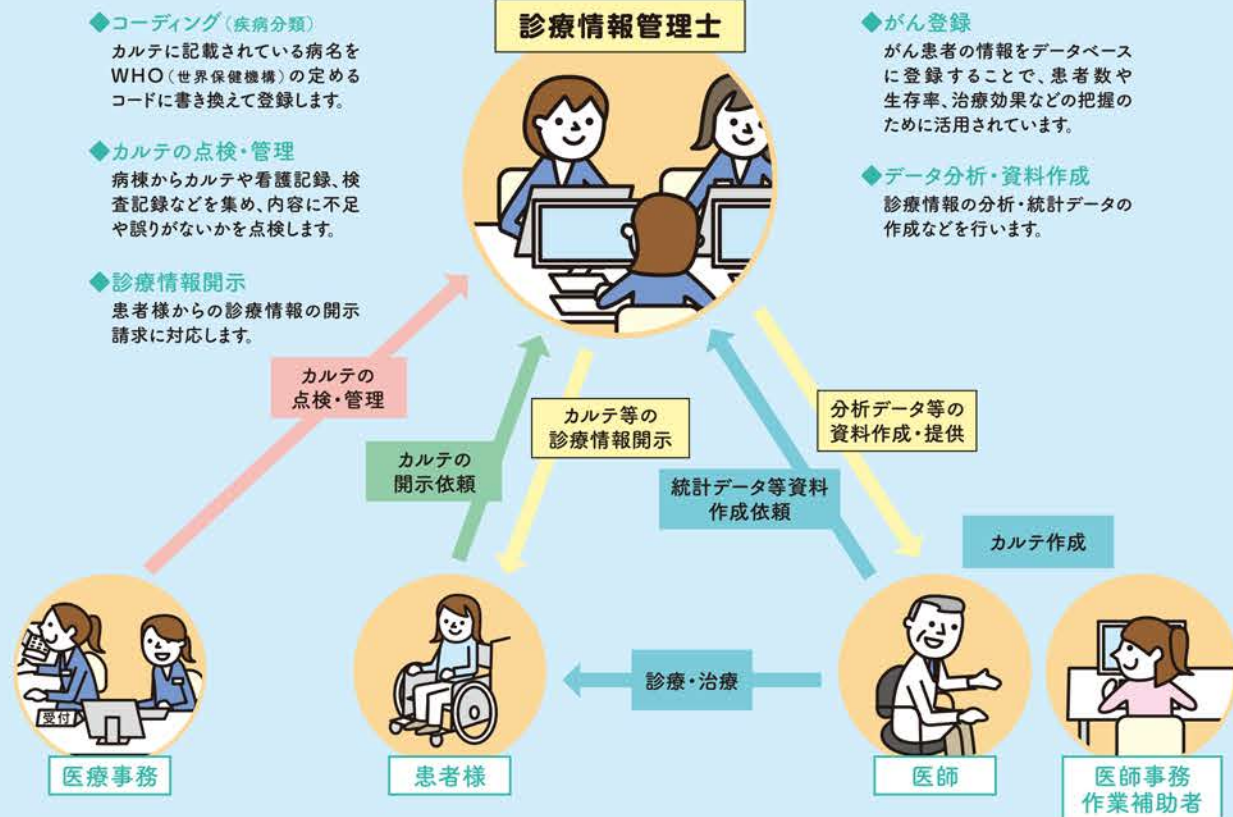 診療情報管理士
◆コーディング(疾病分類)
カルテに記載されている病名を
WHO(世界保健機構)の定める
コードに書き換えて登録します。
◆カルテの点検・管理
病棟からカルテや看護記録、検
査記録などを集め、内容に不足
や誤りがないかを点検します。
◆診療情報開示
患者様からの診療情報の開示
請求に対応します。
◆がん登録
がん患者の情報をデータベース
に登録することで、患者数や
生存率、治療効果などの把握の
ために活用されています。
◆データ分析・資料作成
診療情報の分析・統計データの
作成などを行います。
カルテの
点検・管理
カルテの
開示依頼
カルテ等の
診療情報開示
統計データ等資料
作成依頼
分析データ等の
資料作成・提供
カルテ作成
診療・治療
受付
医療事務
患者様
医師
医師事務
作業補助者